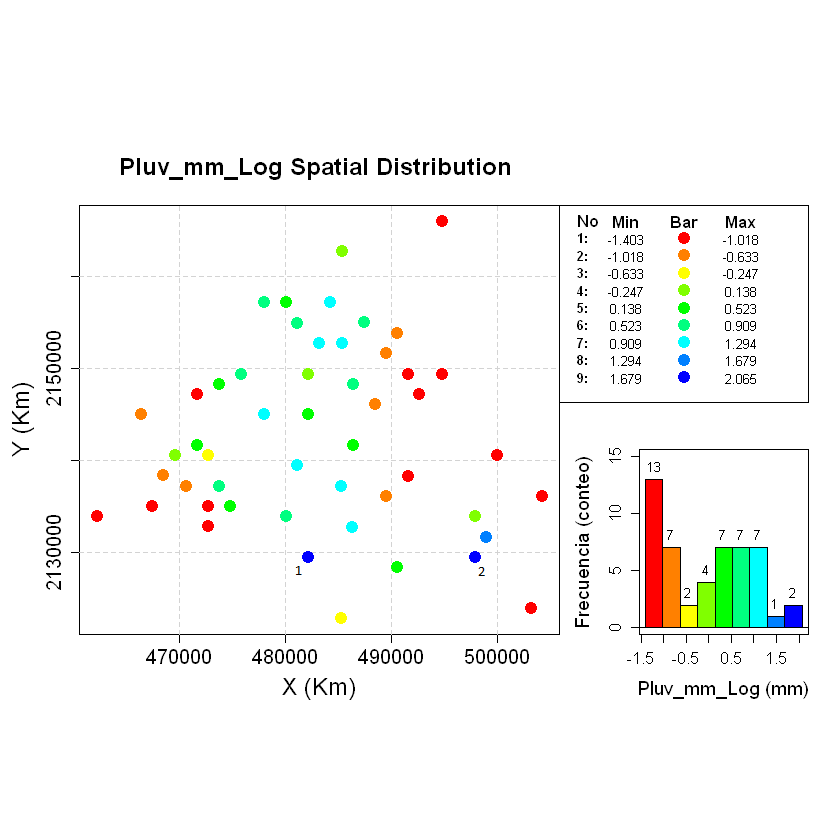 Pluv_mm_Log Spatial Distribution
No Min Bar Max
1: -1.403 -1.018
2: -1.018 -0.633
3: -0.633 -0.247
4: -0.247 0.138
5: 0.138 0.523
6: 0.523 0.909
7: 0.909 1.294
8: 1.294 1.679
9: 1.679 2.065
Y (Km)
2150000
2130000
1
2
470000 480000 490000 500000
X (Km)
Frecuencia (conteo)
15
5
0
13
7
2
4
7
7
7
1
2
-1.5 -0.5 0.5 1.5
Pluv_mm_Log (mm)